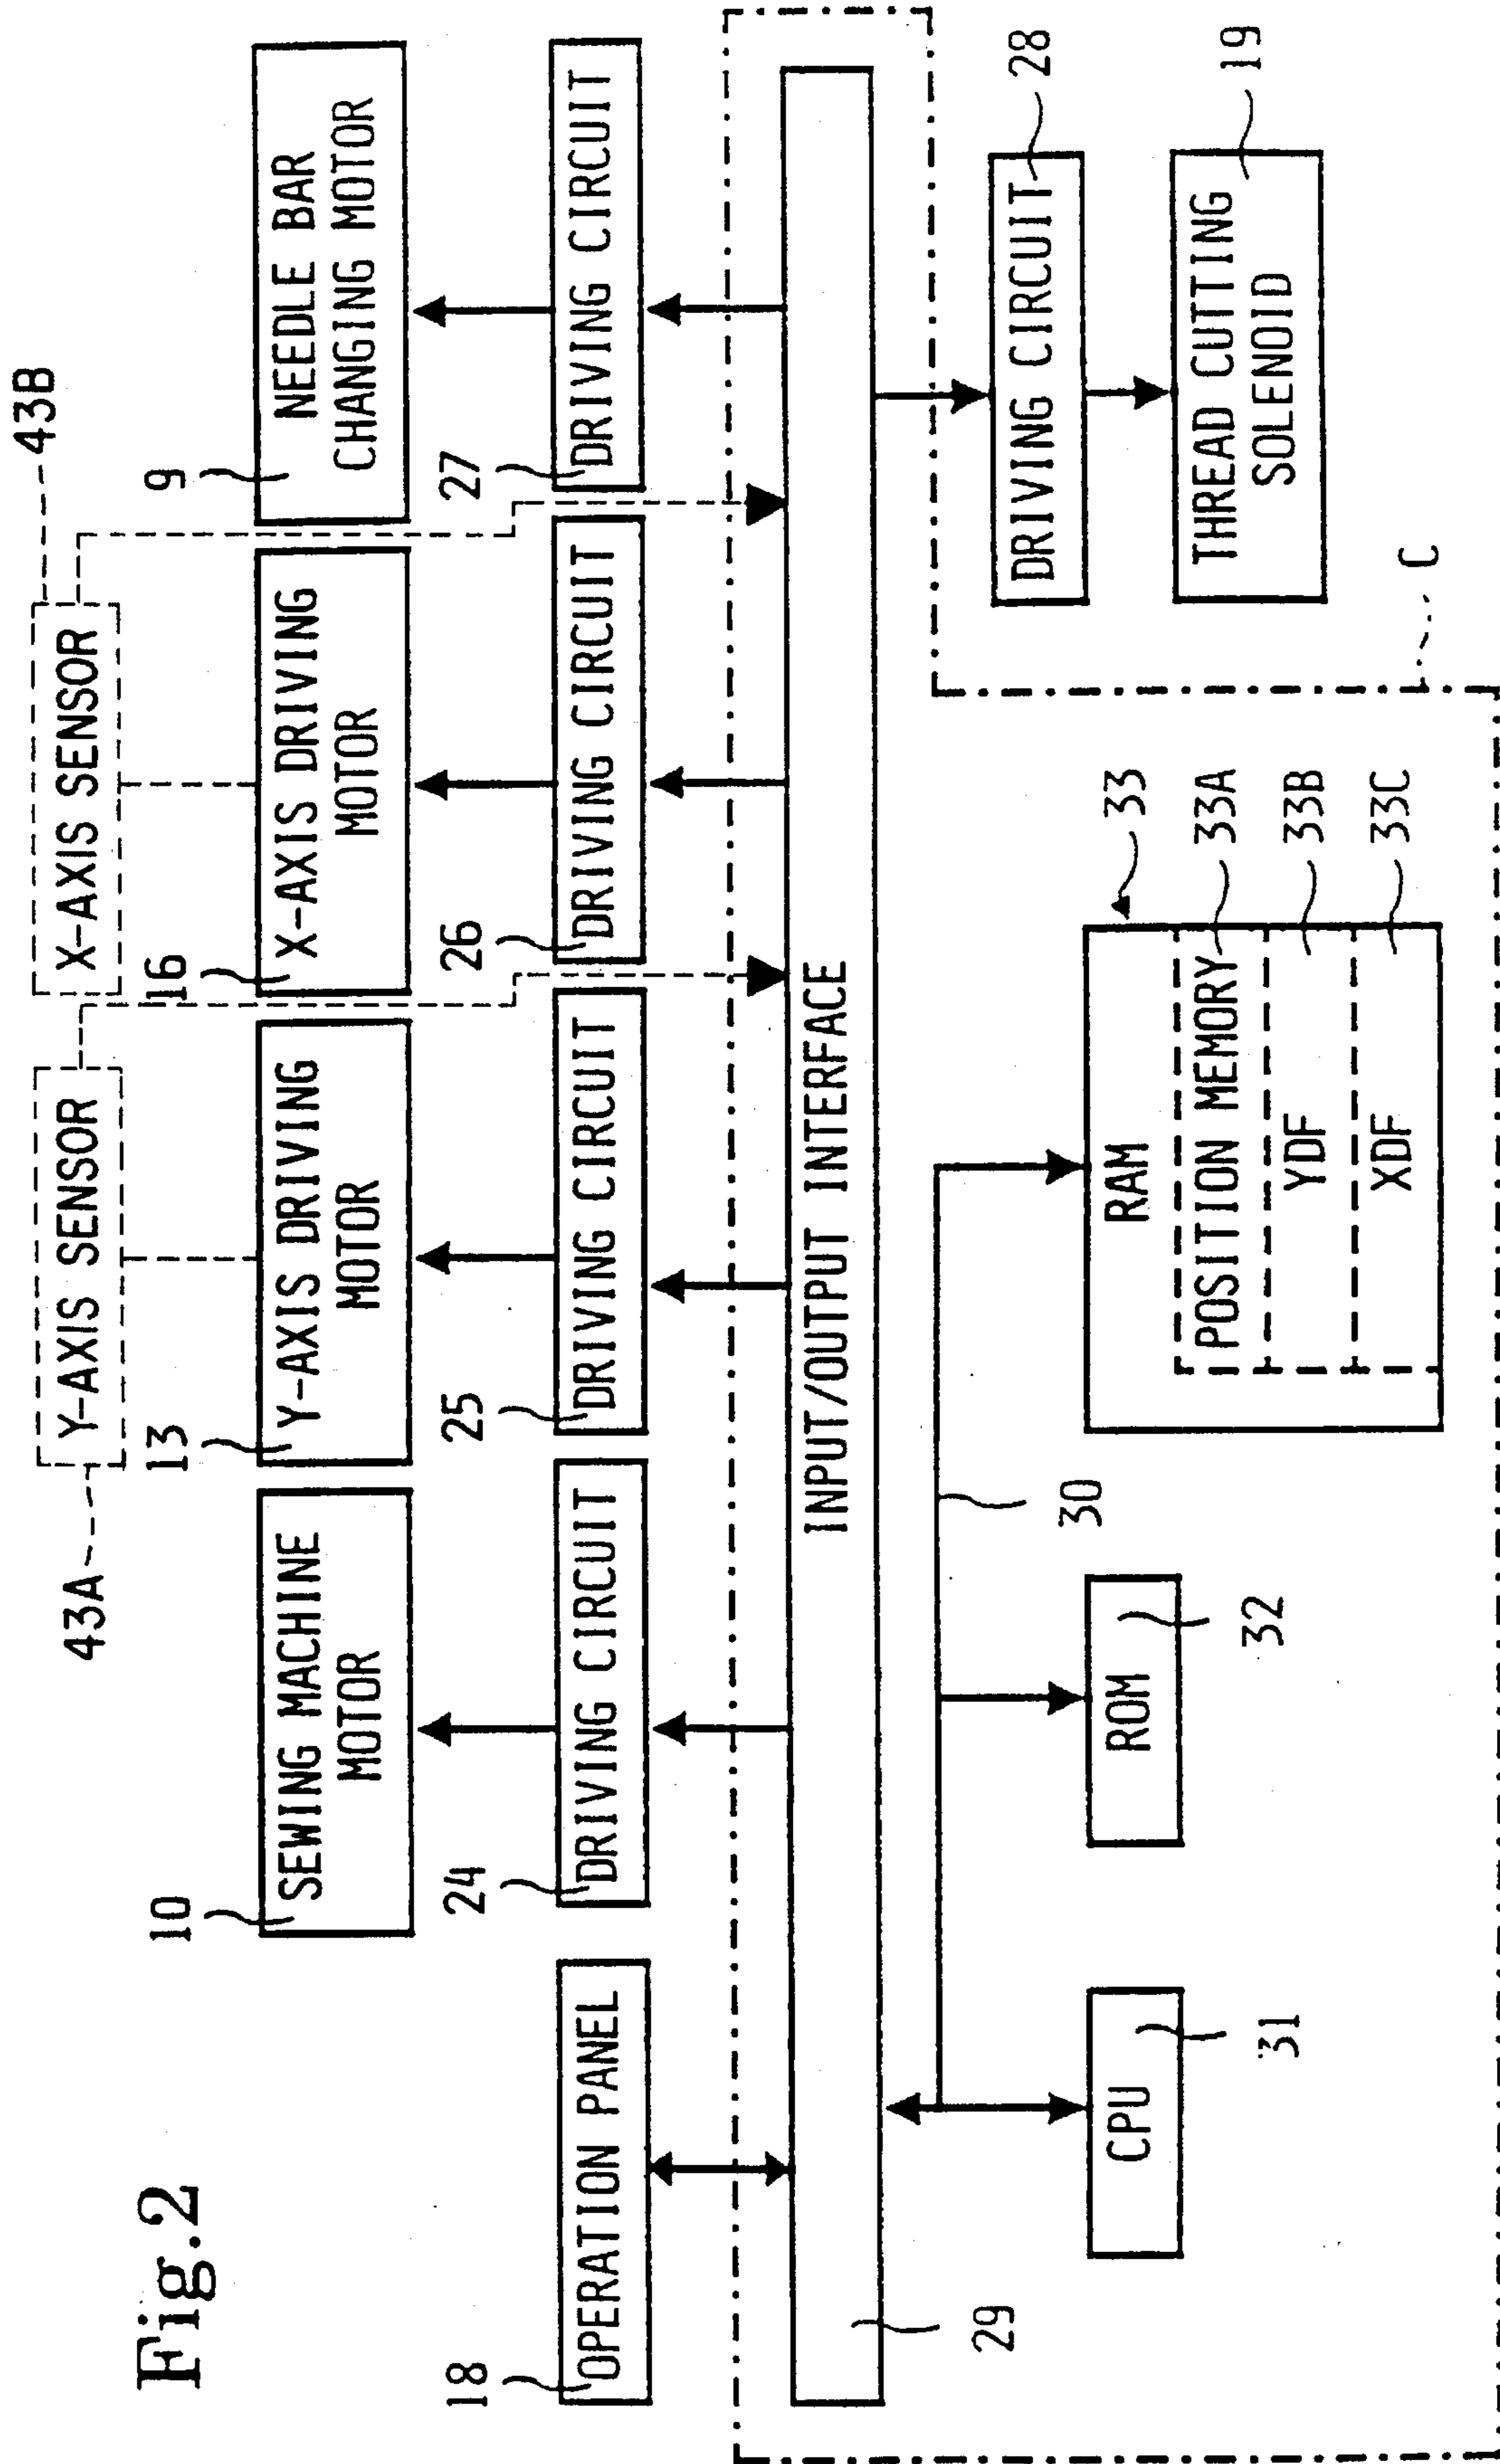 Fig.2
43A
Y-AXIS SENSOR
X-AXIS SENSOR
43B
10
13
16
9
SEWING MACHINE
MOTOR
Y-AXIS DRIVING
MOTOR
X-AXIS DRIVING
MOTOR
NEEDLE BAR
CHANGING MOTOR
18
24
25
26
27
OPERATION PANEL
DRIVING CIRCUIT
DRIVING CIRCUIT
DRIVING CIRCUIT
DRIVING CIRCUIT
INPUT/OUTPUT INTERFACE
29
30
28
DRIVING CIRCUIT
THREAD CUTTING
SOLENOID
19
C
CPU
31
ROM
32
RAM
33
POSITION MEMORY
33A
YDF
33B
XDF
33C